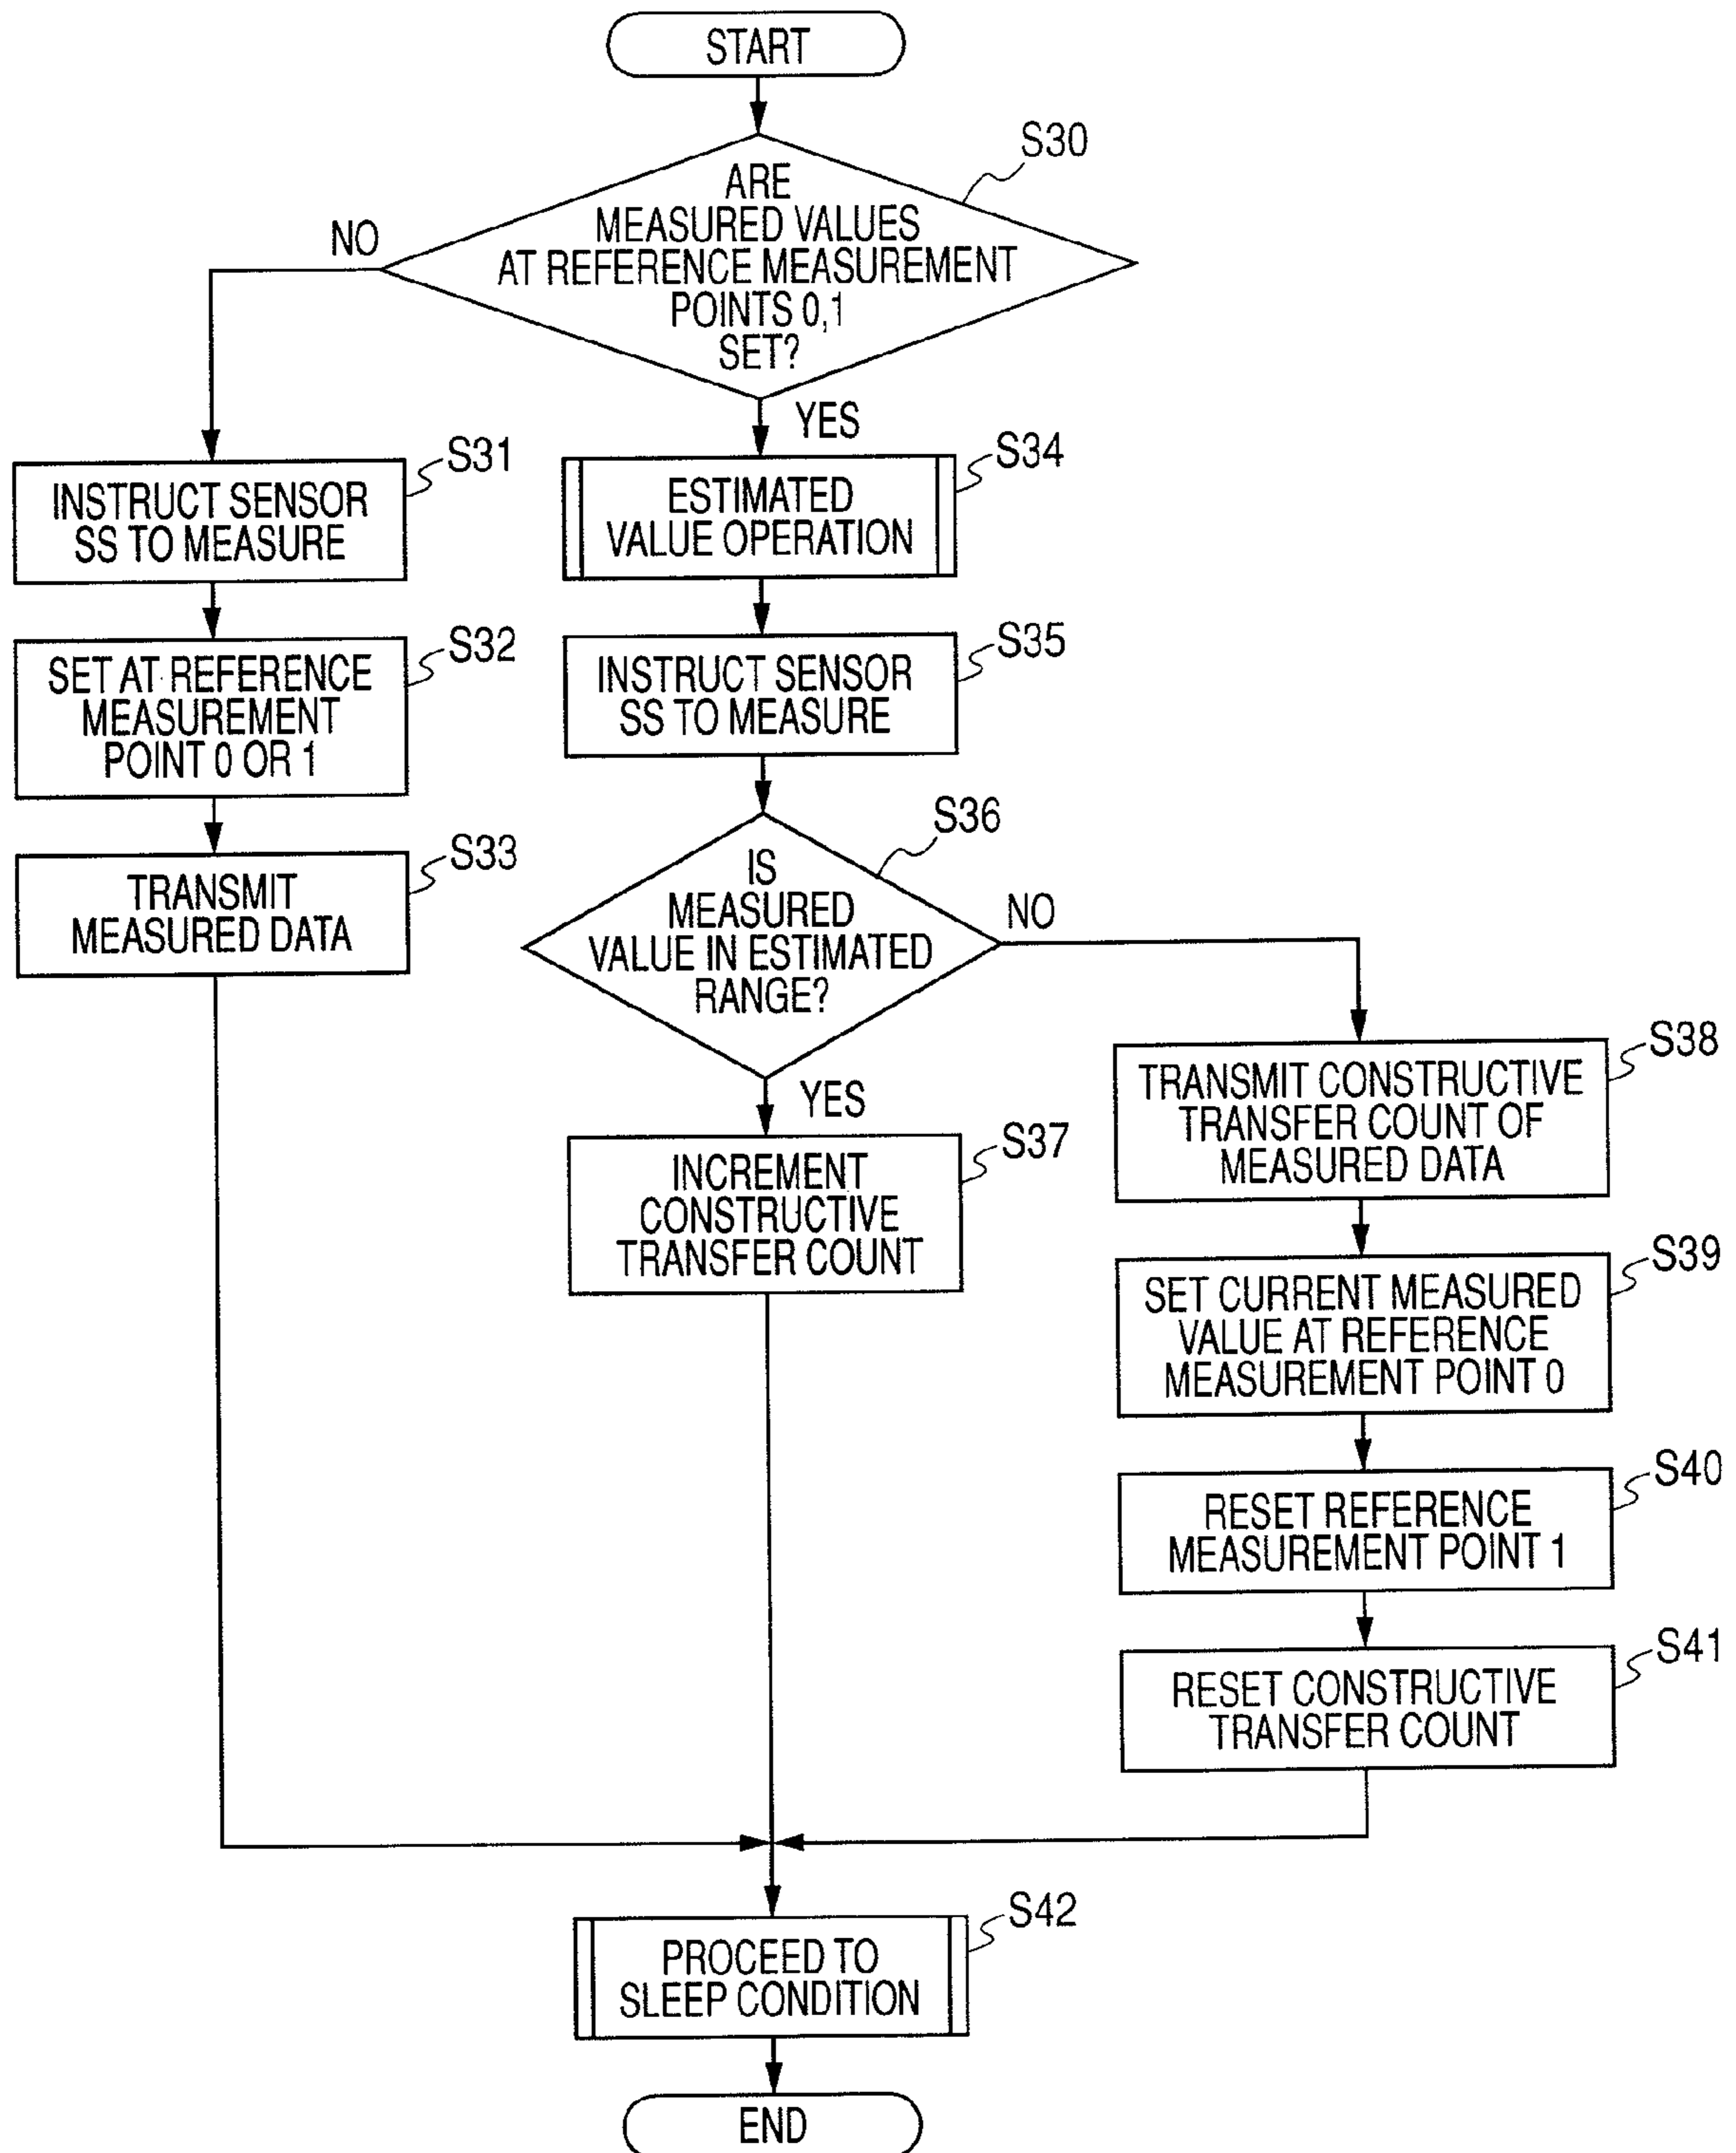 START
S30
ARE
MEASURED VALUES
AT REFERENCE MEASUREMENT
POINTS 0,1
SET?
NO
YES
S31
INSTRUCT SENSOR
SS TO MEASURE
S32
SET AT REFERENCE
MEASUREMENT
POINT 0 OR 1
S33
TRANSMIT
MEASURED DATA
S34
ESTIMATED
VALUE OPERATION
S35
INSTRUCT SENSOR
SS TO MEASURE
S36
IS
MEASURED
VALUE IN ESTIMATED
RANGE?
NO
YES
S37
INCREMENT
CONSTRUCTIVE
TRANSFER COUNT
S38
TRANSMIT CONSTRUCTIVE
TRANSFER COUNT OF
MEASURED DATA
S39
SET CURRENT MEASURED
VALUE AT REFERENCE
MEASUREMENT POINT 0
S40
RESET REFERENCE
MEASUREMENT POINT 1
S41
RESET CONSTRUCTIVE
TRANSFER COUNT
S42
PROCEED TO
SLEEP CONDITION
END